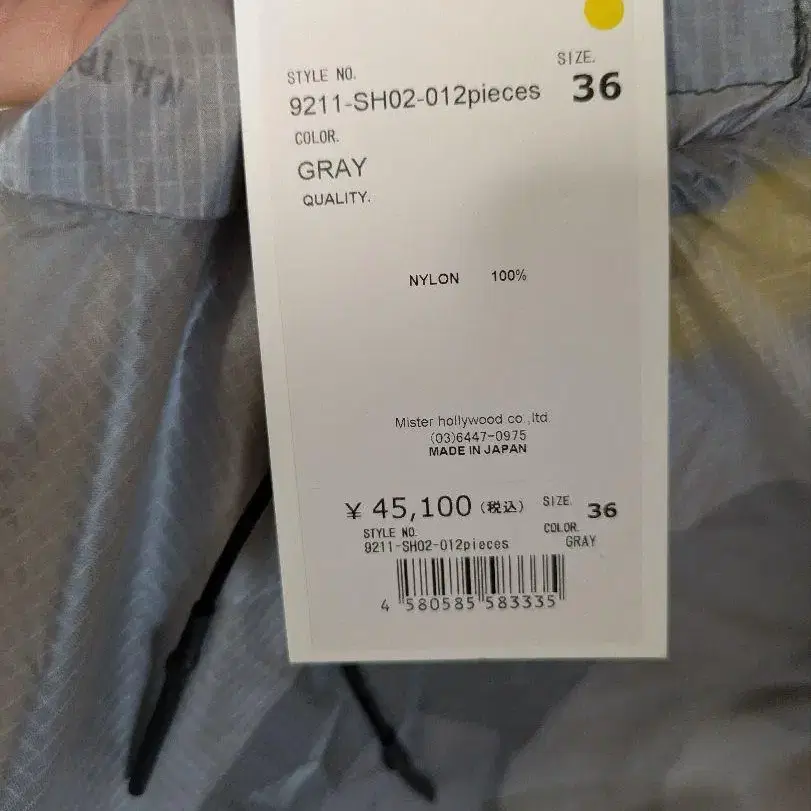 SIZE.
STYLE NO.
9211-SH02-012pieces
36
COLOR.
GRAY
QUALITY.
NYLON 100%
Mister hollywood co.,ltd.
(03)6447-0975
MADE IN JAPAN
¥ 45,100(税込)
SIZE. 36
STYLE NO.
9211-SH02-012pieces
COLOR.
GRAY
4 580585 583335